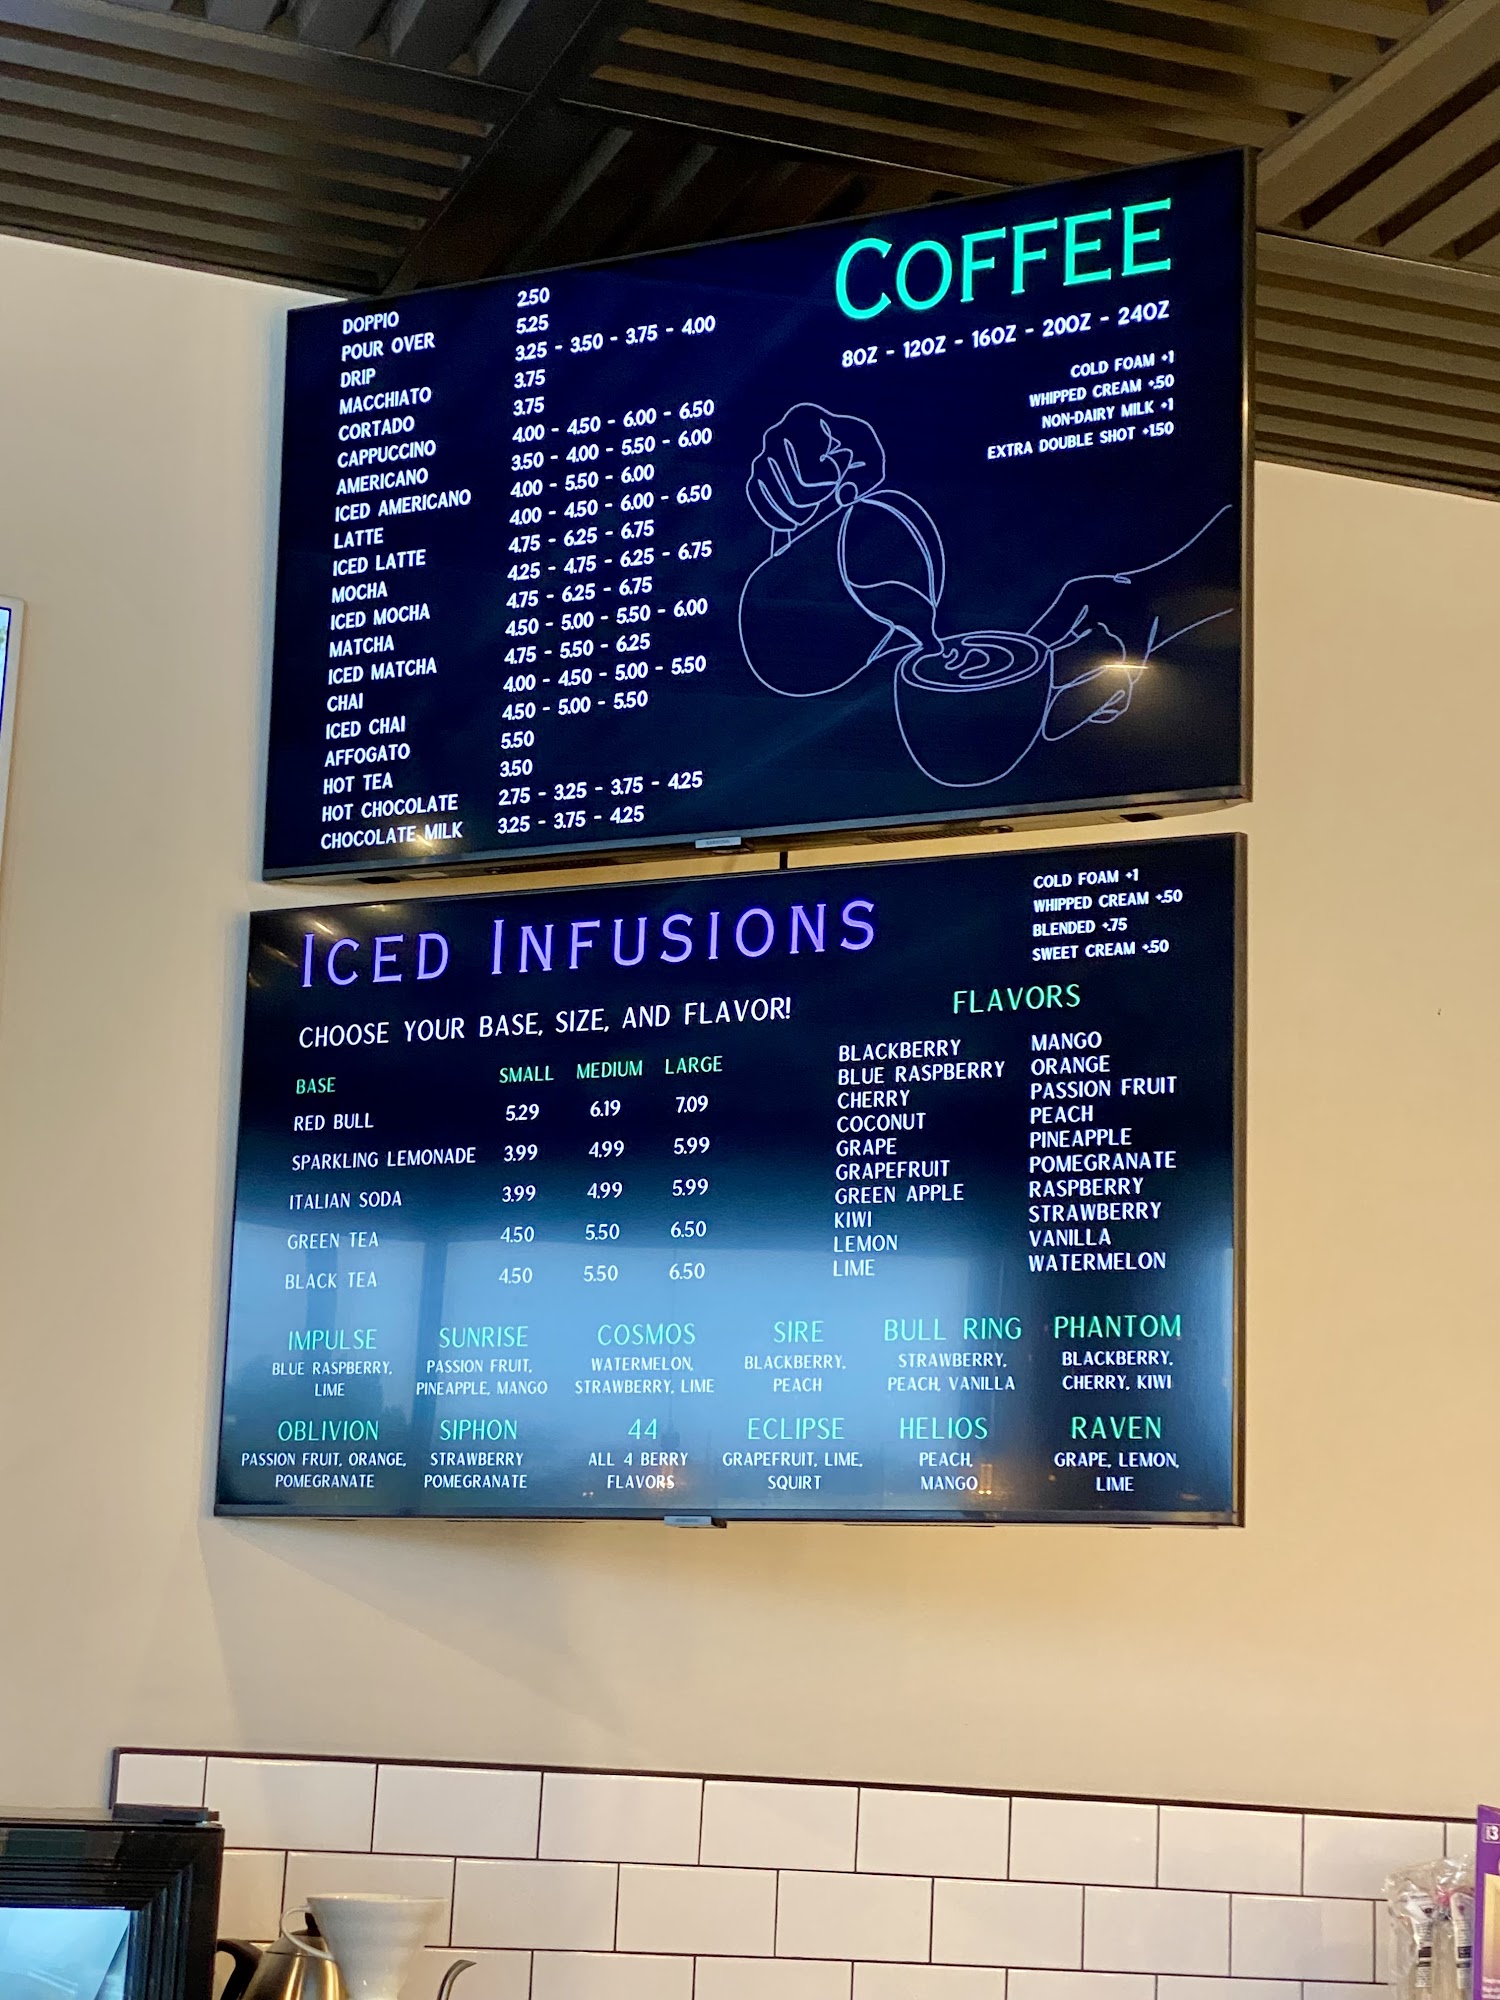 COFFEE
8OZ - 12OZ - 16OZ - 20OZ - 24OZ
COLD FOAM +1
WHIPPED CREAM +.50
NON-DAIRY MILK +1
EXTRA DOUBLE SHOT +1.50
DOPPIO 2.50
POUR OVER 5.25
DRIP 3.25 - 3.50 - 3.75 - 4.00
MACCHIATO 3.75
CORTADO 3.75
CAPPUCCINO 4.00 - 4.50 - 6.00 - 6.50
AMERICANO 3.50 - 4.00 - 5.50 - 6.00
ICED AMERICANO 4.00 - 5.50 - 6.00
LATTE 4.00 - 4.50 - 6.00 - 6.50
ICED LATTE 4.75 - 6.25 - 6.75
MOCHA 4.25 - 4.75 - 6.25 - 6.75
ICED MOCHA 4.75 - 6.25 - 6.75
MATCHA 4.50 - 5.00 - 5.50 - 6.00
ICED MATCHA 4.75 - 5.50 - 6.25
CHAI 4.00 - 4.50 - 5.00 - 5.50
ICED CHAI 4.50 - 5.00 - 5.50
AFFOGATO 5.50
HOT TEA 3.50
HOT CHOCOLATE 2.75 - 3.25 - 3.75 - 4.25
CHOCOLATE MILK 3.25 - 3.75 - 4.25
SAMSUNG
ICED INFUSIONS
COLD FOAM +1
WHIPPED CREAM +.50
BLENDED +.75
SWEET CREAM +.50
CHOOSE YOUR BASE, SIZE, AND FLAVOR!
BASE SMALL MEDIUM LARGE
RED BULL 5.29 6.19 7.09
SPARKLING LEMONADE 3.99 4.99 5.99
ITALIAN SODA 3.99 4.99 5.99
GREEN TEA 4.50 5.50 6.50
BLACK TEA 4.50 5.50 6.50
FLAVORS
BLACKBERRY
BLUE RASPBERRY
CHERRY
COCONUT
GRAPE
GRAPEFRUIT
GREEN APPLE
KIWI
LEMON
LIME
MANGO
ORANGE
PASSION FRUIT
PEACH
PINEAPPLE
POMEGRANATE
RASPBERRY
STRAWBERRY
VANILLA
WATERMELON
IMPULSE
BLUE RASPBERRY,
LIME
SUNRISE
PASSION FRUIT,
PINEAPPLE, MANGO
COSMOS
WATERMELON,
STRAWBERRY, LIME
SIRE
BLACKBERRY,
PEACH
BULL RING
STRAWBERRY,
PEACH, VANILLA
PHANTOM
BLACKBERRY,
CHERRY, KIWI
OBLIVION
PASSION FRUIT, ORANGE,
POMEGRANATE
SIPHON
STRAWBERRY
POMEGRANATE
44
ALL 4 BERRY
FLAVORS
ECLIPSE
GRAPEFRUIT, LIME,
SQUIRT
HELIOS
PEACH,
MANGO
RAVEN
GRAPE, LEMON,
LIME